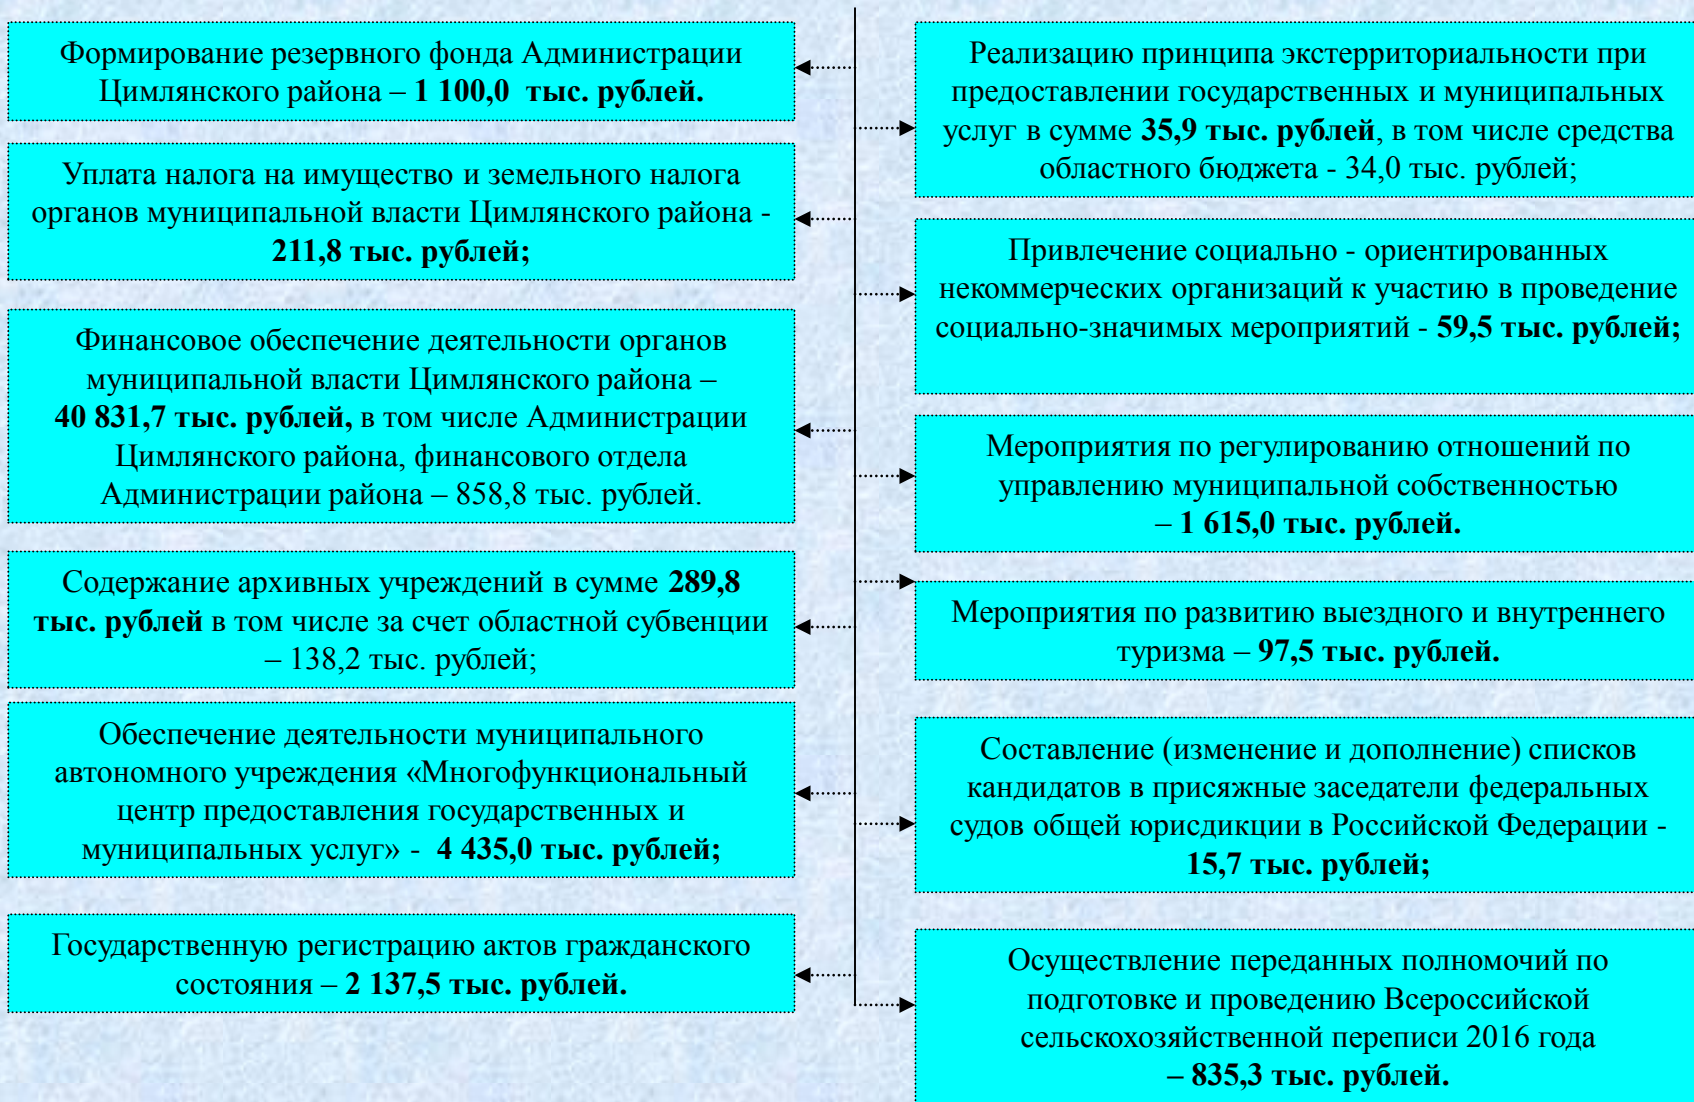 Формирование резервного фонда Администрации
Цимлянского района – 1 100,0 тыс. рублей.
Уплата налога на имущество и земельного налога
органов муниципальной власти Цимлянского района -
211,8 тыс. рублей;
Финансовое обеспечение деятельности органов
муниципальной власти Цимлянского района –
40 831,7 тыс. рублей, в том числе Администрации
Цимлянского района, финансового отдела
Администрации района – 858,8 тыс. рублей.
Содержание архивных учреждений в сумме 289,8
тыс. рублей в том числе за счет областной субвенции
– 138,2 тыс. рублей;
Обеспечение деятельности муниципального
автономного учреждения «Многофункциональный
центр предоставления государственных и
муниципальных услуг» - 4 435,0 тыс. рублей;
Государственную регистрацию актов гражданского
состояния – 2 137,5 тыс. рублей.
Реализацию принципа экстерриториальности при
предоставлении государственных и муниципальных
услуг в сумме 35,9 тыс. рублей, в том числе средства
областного бюджета - 34,0 тыс. рублей;
Привлечение социально - ориентированных
некоммерческих организаций к участию в проведение
социально-значимых мероприятий - 59,5 тыс. рублей;
Мероприятия по регулированию отношений по
управлению муниципальной собственностью
– 1 615,0 тыс. рублей.
Мероприятия по развитию выездного и внутреннего
туризма – 97,5 тыс. рублей.
Составление (изменение и дополнение) списков
кандидатов в присяжные заседатели федеральных
судов общей юрисдикции в Российской Федерации -
15,7 тыс. рублей;
Осуществление переданных полномочий по
подготовке и проведению Всероссийской
сельскохозяйственной переписи 2016 года
– 835,3 тыс. рублей.